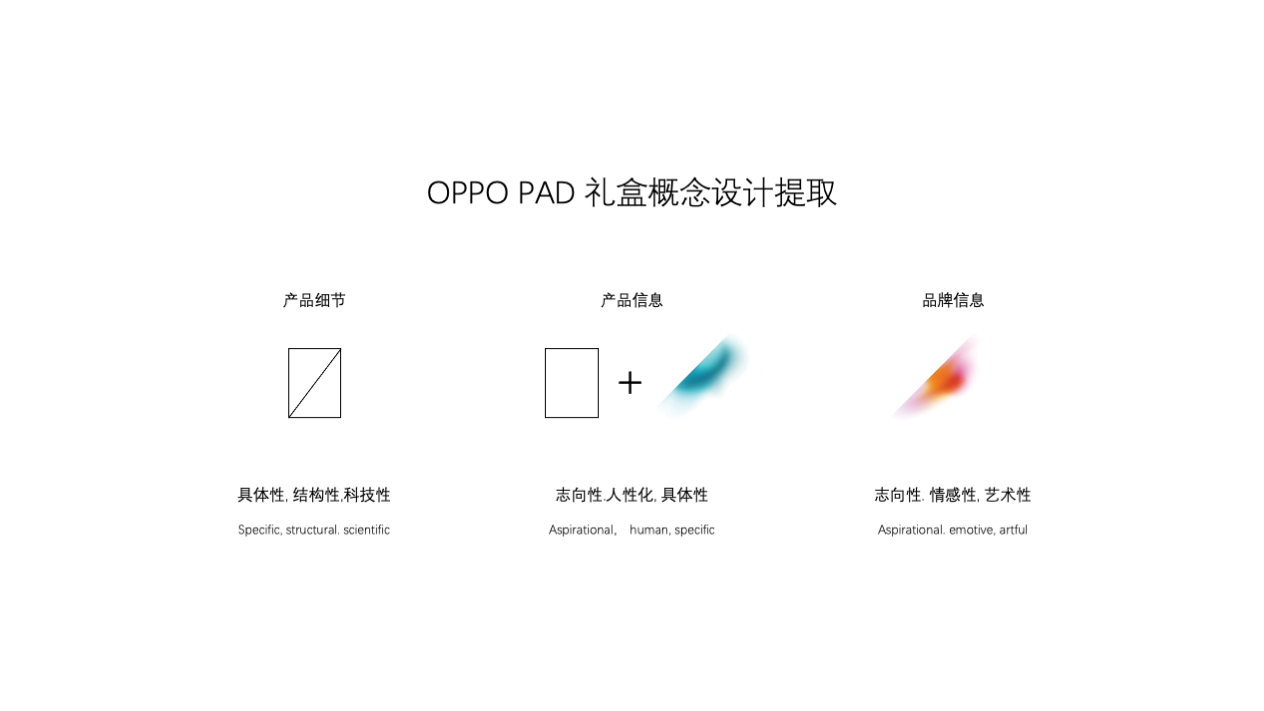 OPPO PAD 礼盒概念设计提取
产品细节
产品信息
品牌信息
+
具体性, 结构性,科技性
志向性.人性化, 具体性
志向性. 情感性, 艺术性
Specific, structural. scientific
Aspirational。 human, specific
Aspirational. emotive, artful